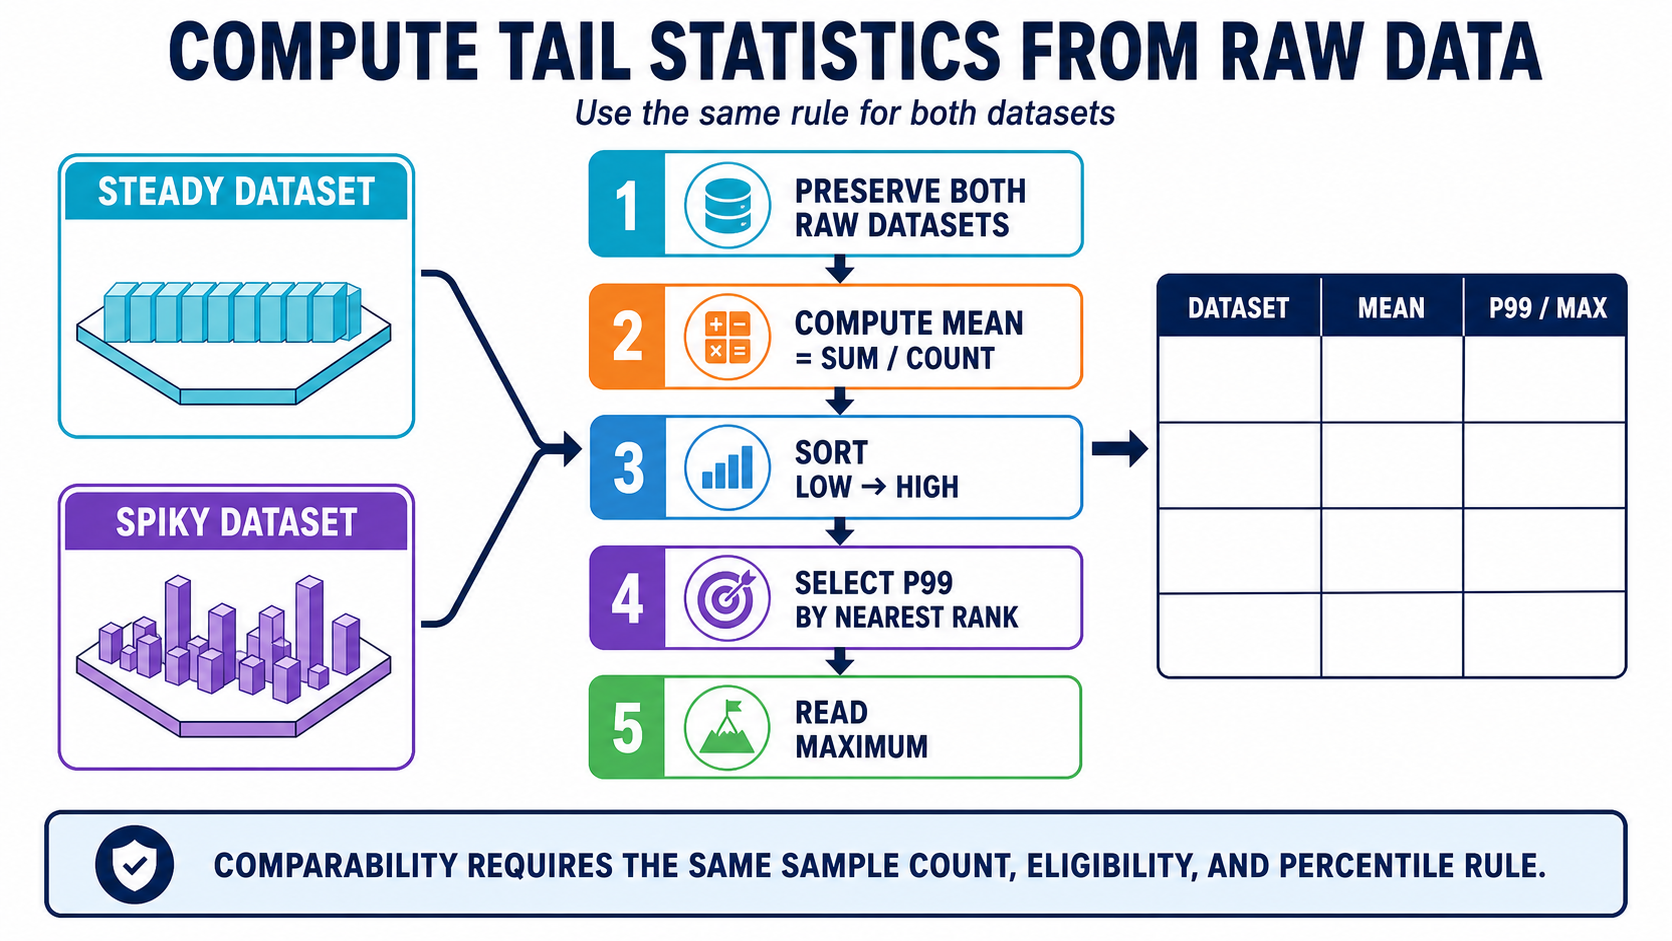 COMPUTE TAIL STATISTICS FROM RAW DATA
Use the same rule for both datasets
STEADY DATASET
SPIKY DATASET
1
PRESERVE BOTH
RAW DATASETS
2
COMPUTE MEAN
= SUM / COUNT
3
SORT
LOW → HIGH
4
SELECT P99
BY NEAREST RANK
5
READ
MAXIMUM
DATASET MEAN P99 / MAX
COMPARABILITY REQUIRES THE SAME SAMPLE COUNT, ELIGIBILITY, AND PERCENTILE RULE.